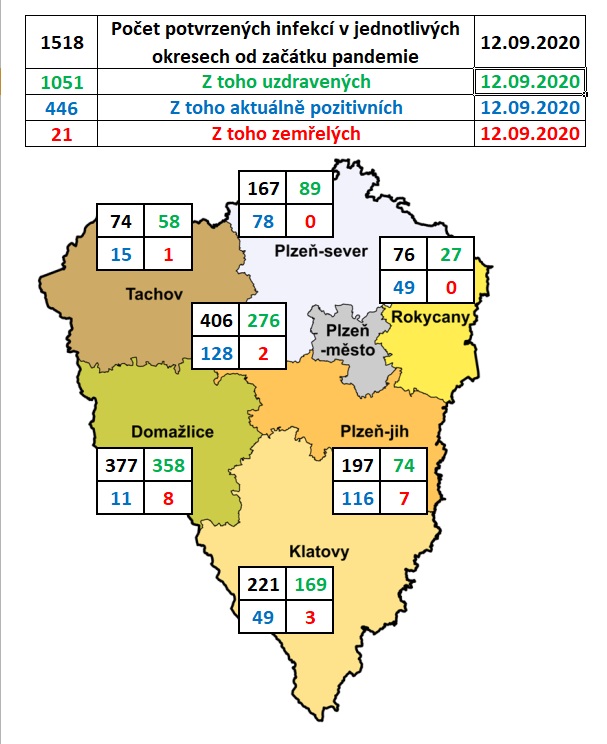 1518 Počet potvrzených infekcí v jednotlivých okresech od začátku pandemie 12.09.2020
1051 Z toho uzdravených 12.09.2020
446 Z toho aktuálně pozitivních 12.09.2020
21 Z toho zemřelých 12.09.2020
167 89
78 0
Plzeň-sever
74 58
15 1
Tachov
76 27
49 0
Rokycany
406 276
128 2
Plzeň
-město
Domažlice
377 358
11 8
Plzeň-jih
197 74
116 7
Klatovy
221 169
49 3